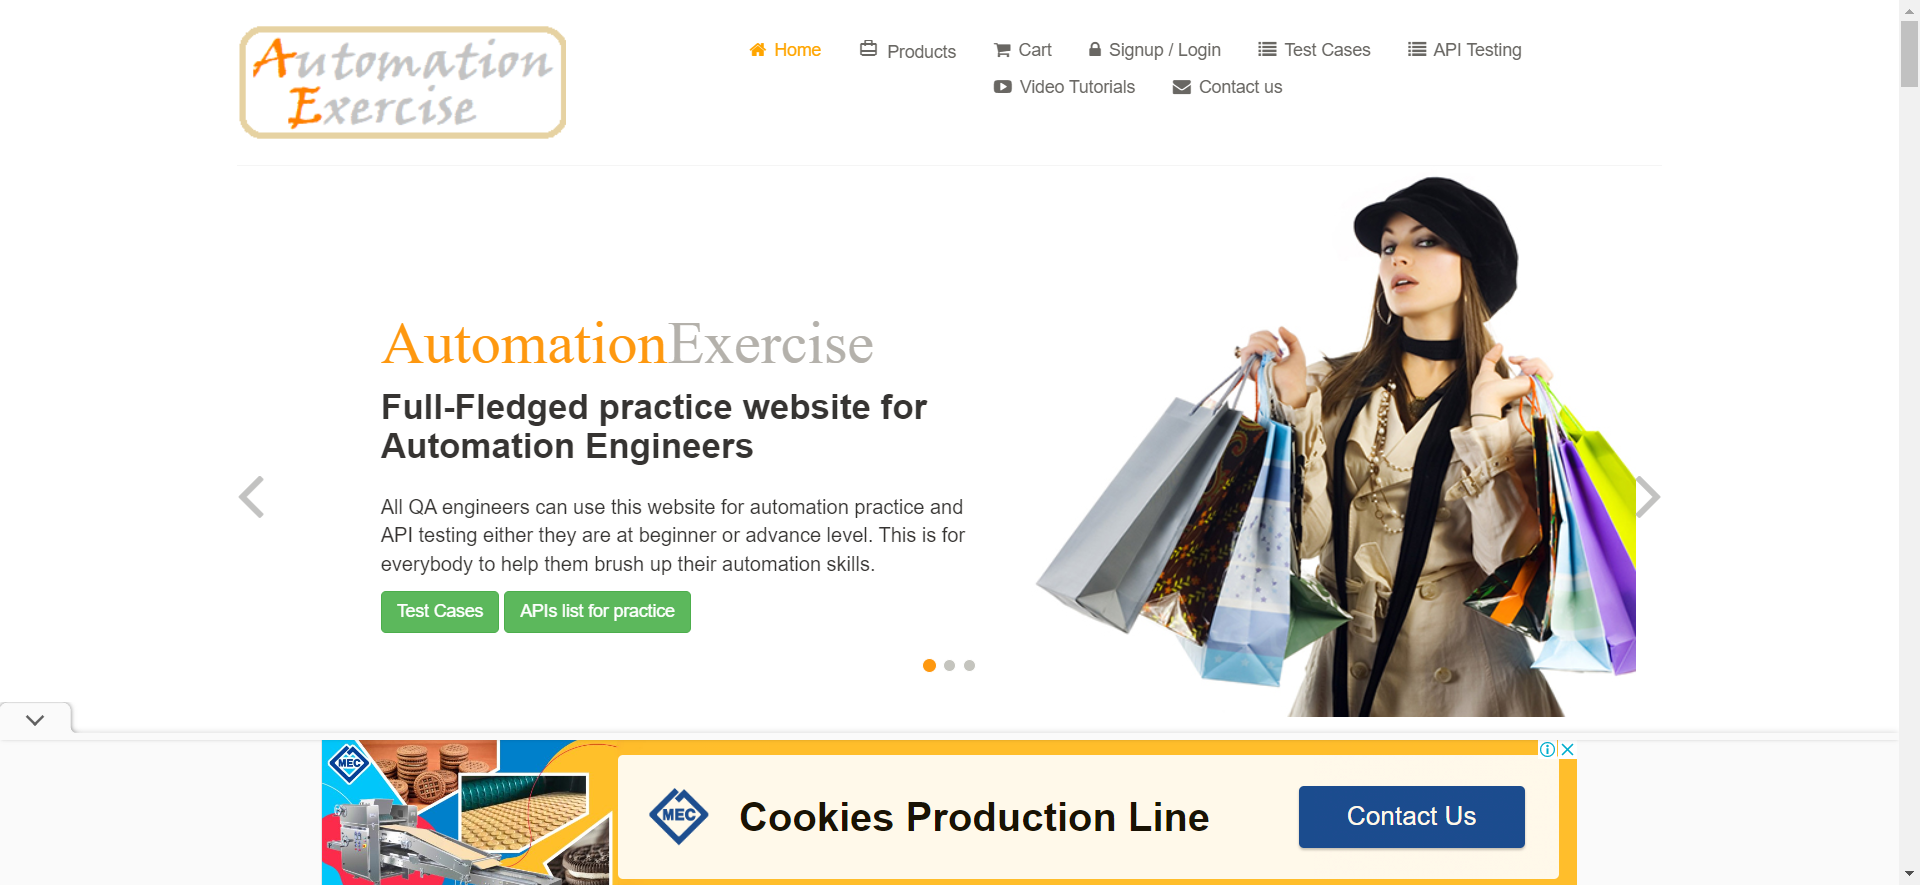 Automation
Exercise
Home
Products
Cart
Signup / Login
Test Cases
API Testing
Video Tutorials
Contact us
AutomationExercise
Full-Fledged practice website for
Automation Engineers
All QA engineers can use this website for automation practice and
API testing either they are at beginner or advance level. This is for
everybody to help them brush up their automation skills.
Test Cases
APIs list for practice
MEC
MEC
Cookies Production Line
Contact Us